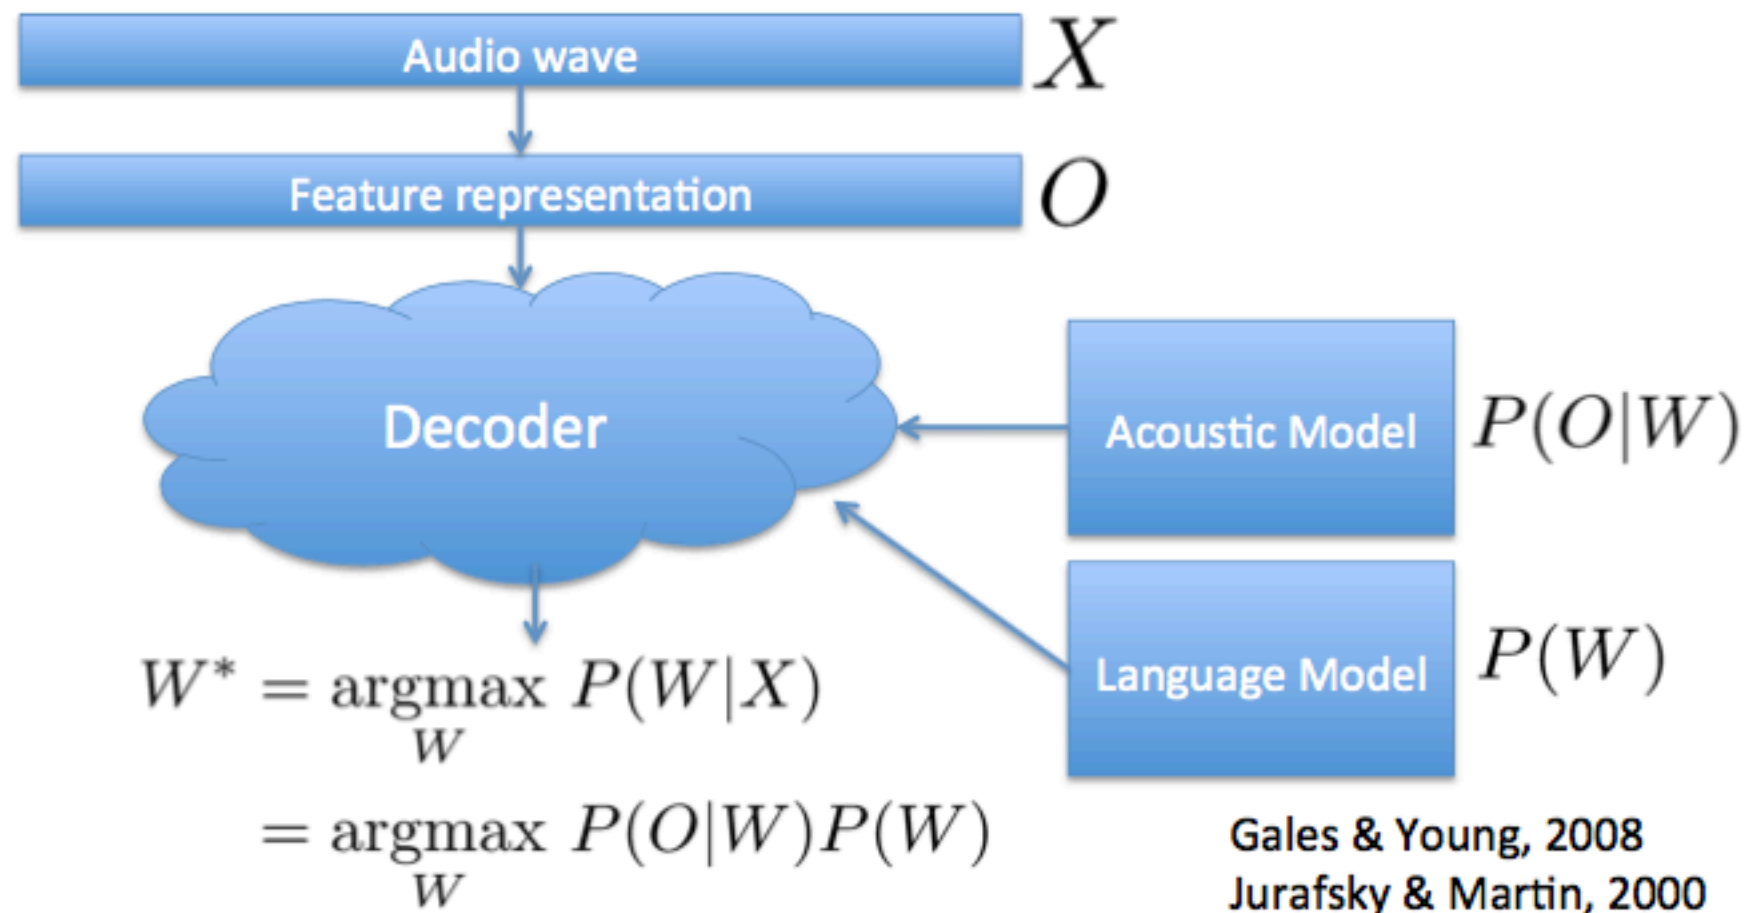 Audio wave X
Feature representation O
Decoder
Acoustic Model P(O|W)
Language Model P(W)
W* = argmax P(W|X)
W
= argmax P(O|W)P(W)
W
Gales & Young, 2008
Jurafsky & Martin, 2000